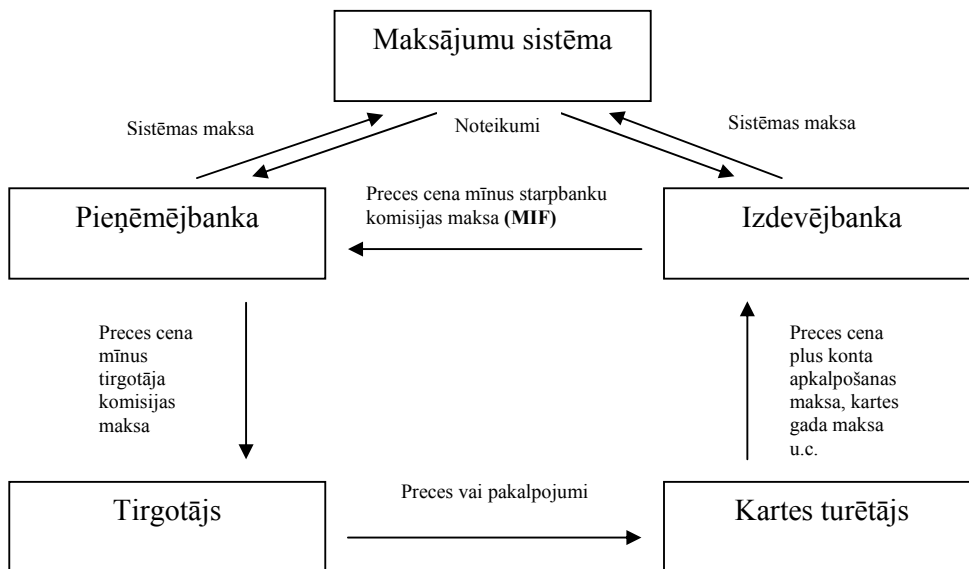 Maksājumu sistēma
Sistēmas maksa
Noteikumi
Sistēmas maksa
Pieņēmējbanka
Preces cena mīnus starpbanku
komisijas maksa (MIF)
Izdevējbanka
Preces cena
mīnus
tirgotāja
komisijas
maksa
Preces cena
plus konta
apkalpošanas
maksa, kartes
gada maksa
u.c.
Tirgotājs
Preces vai pakalpojumi
Kartes turētājs